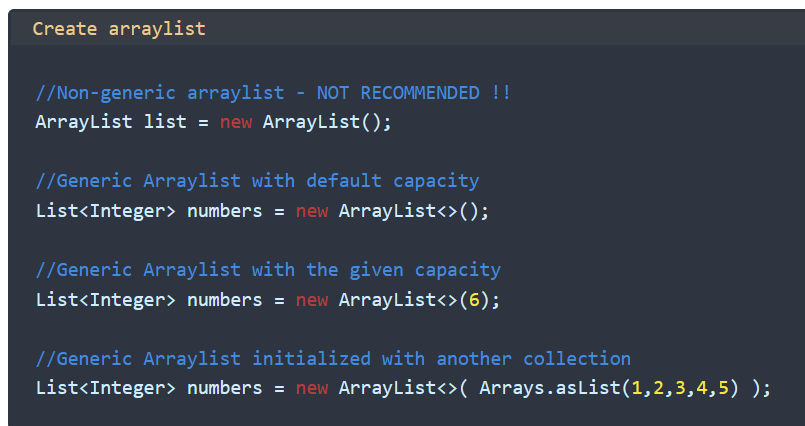 Create arraylist
//Non-generic arraylist - NOT RECOMMENDED !!
ArrayList list = new ArrayList();
//Generic Arraylist with default capacity
List<Integer> numbers = new ArrayList<>();
//Generic Arraylist with the given capacity
List<Integer> numbers = new ArrayList<>(6);
//Generic Arraylist initialized with another collection
List<Integer> numbers = new ArrayList<>( Arrays.asList(1,2,3,4,5) );